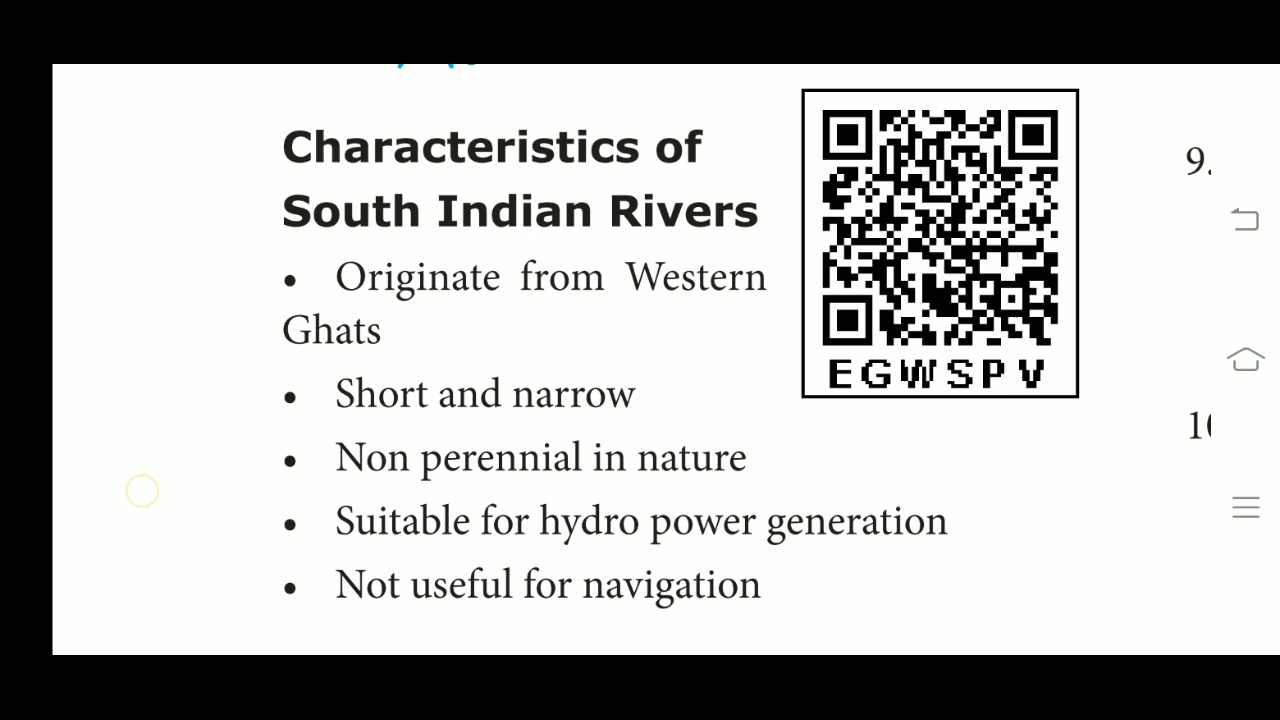 Characteristics of
South Indian Rivers
• Originate from Western
Ghats
• Short and narrow
• Non perennial in nature
• Suitable for hydro power generation
• Not useful for navigation
EGWSPV
9.